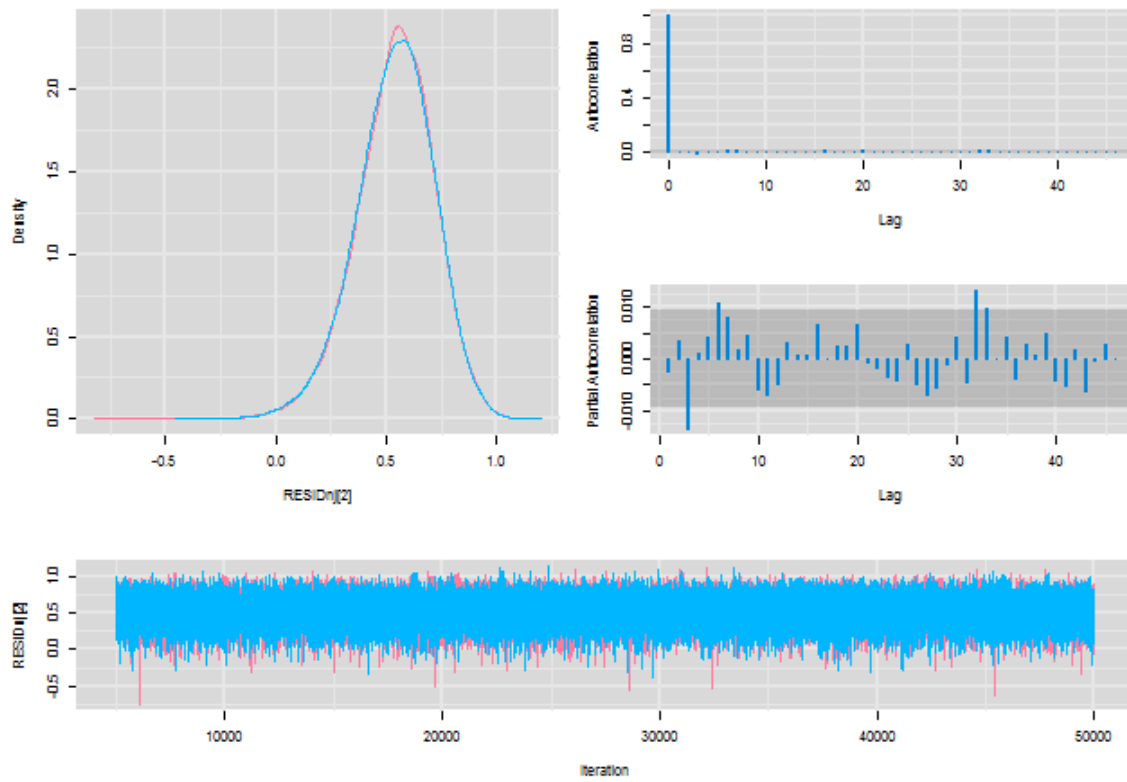 Density
0.0 0.5 1.0 1.5 2.0
-0.5 0.0 0.5 1.0
RESIDnj[2]
Autocorrelation
0.0 0.4 0.8
0 10 20 30 40
Lag
Partial Autocorrelation
-0.010 0.000 0.010
0 10 20 30 40
Lag
RESIDnj[2]
-0.5 0.0 0.5 1.0
10000 20000 30000 40000 50000
Iteration